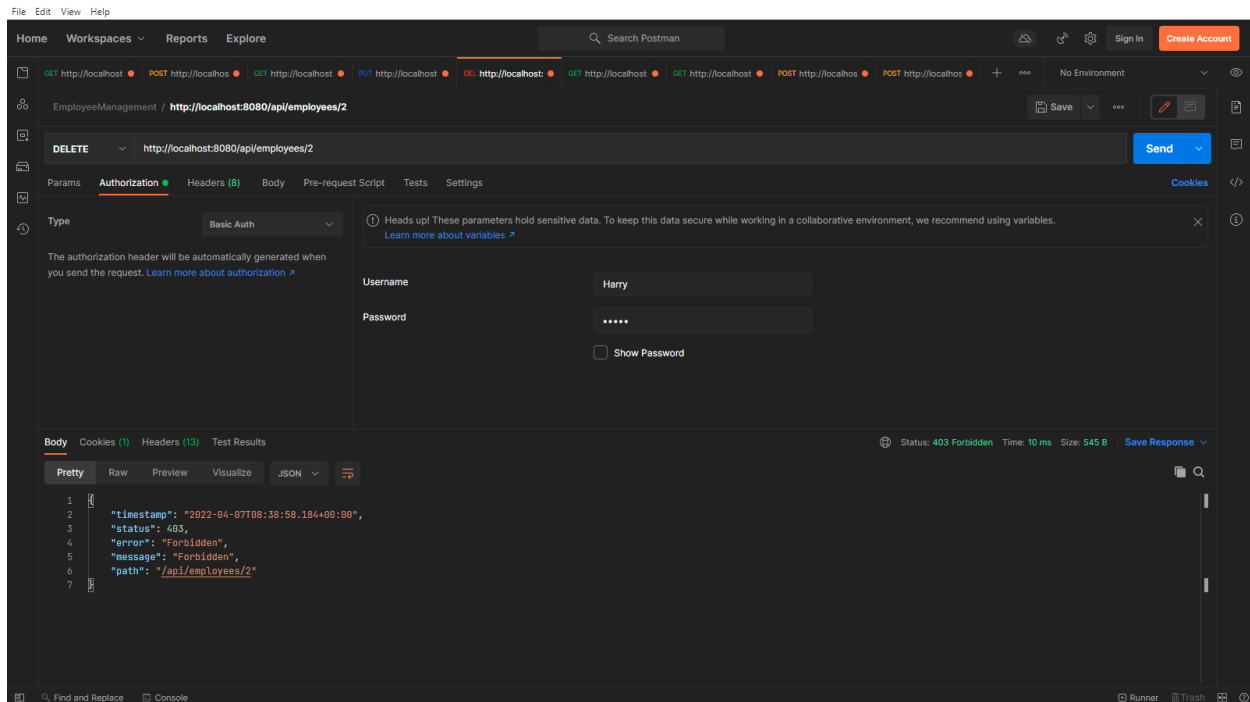 File Edit View Help
Home Workspaces Reports Explore Search Postman Sign In Create Account
GET http://localhost POST http://localhos GET http://localhost PUT http://localhost DEL http://localhost: GET http://localhost GET http://localhost POST http://localhos POST http://localhos No Environment
EmployeeManagement / http://localhost:8080/api/employees/2 Save
DELETE http://localhost:8080/api/employees/2 Send
Params Authorization Headers (8) Body Pre-request Script Tests Settings Cookies
Type Basic Auth
Heads up! These parameters hold sensitive data. To keep this data secure while working in a collaborative environment, we recommend using variables.
Learn more about variables ↗
The authorization header will be automatically generated when
you send the request. Learn more about authorization ↗
Username Harry
Password •••••
Show Password
Body Cookies (1) Headers (13) Test Results Status: 403 Forbidden Time: 10 ms Size: 545 B Save Response
Pretty Raw Preview Visualize JSON
1 {
2 "timestamp": "2022-04-07T08:38:58.184+00:00",
3 "status": 403,
4 "error": "Forbidden",
5 "message": "Forbidden",
6 "path": "/api/employees/2"
7 }
Find and Replace Console Runner Trash